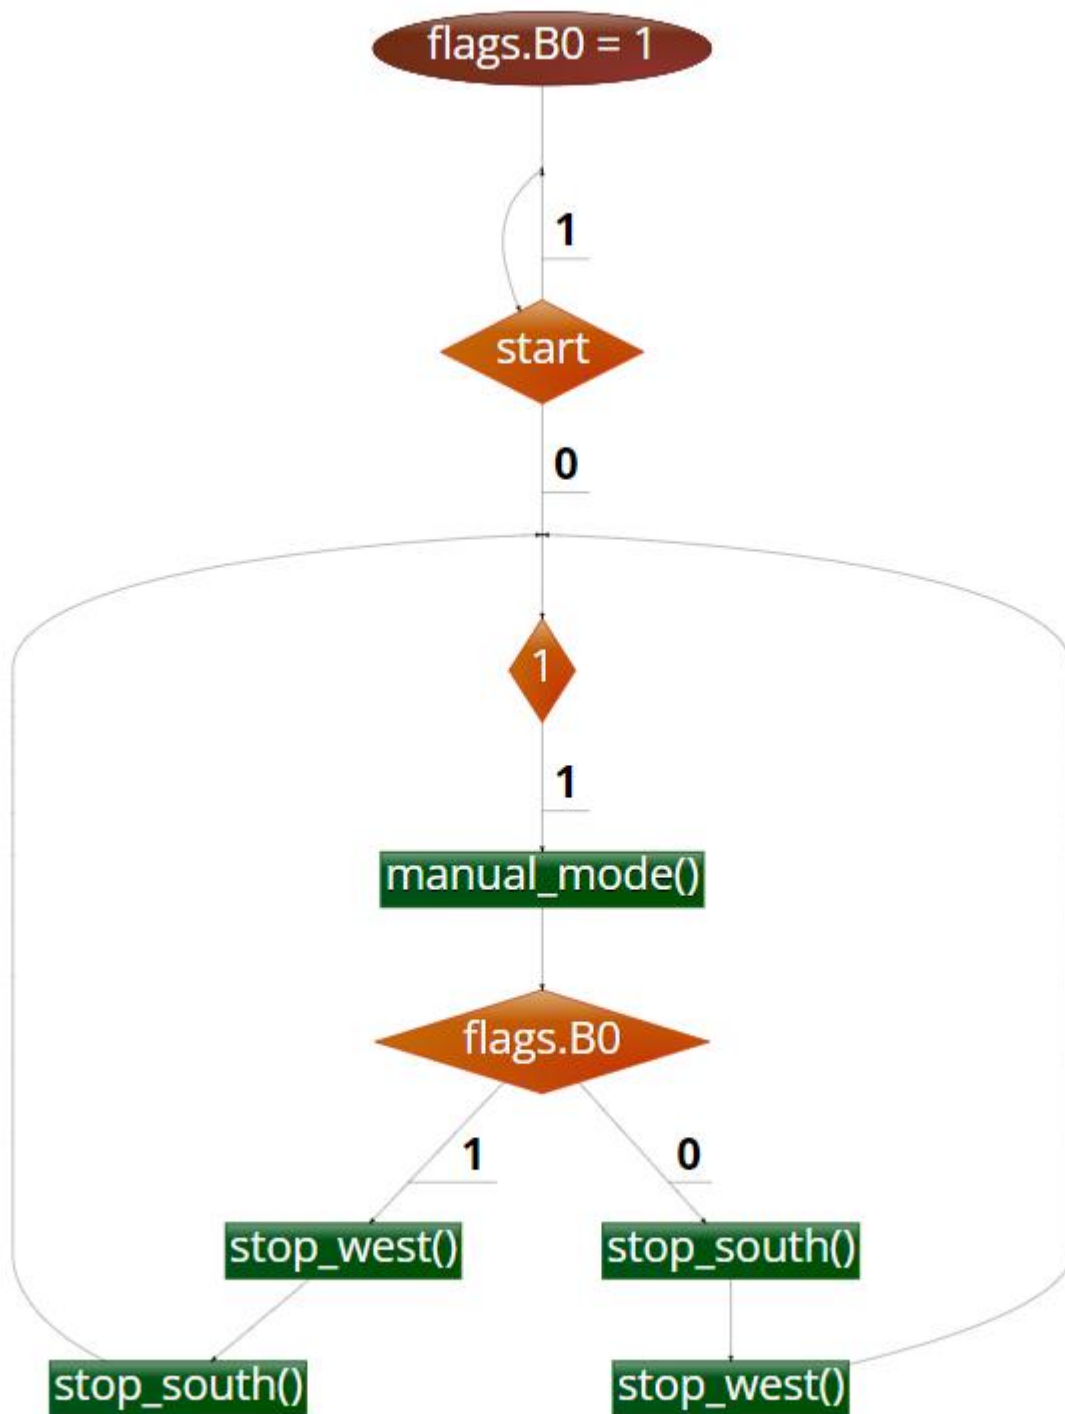 flags.B0 = 1
1
start
0
1
1
manual_mode()
flags.B0
1
0
stop_west()
stop_south()
stop_south()
stop_west()